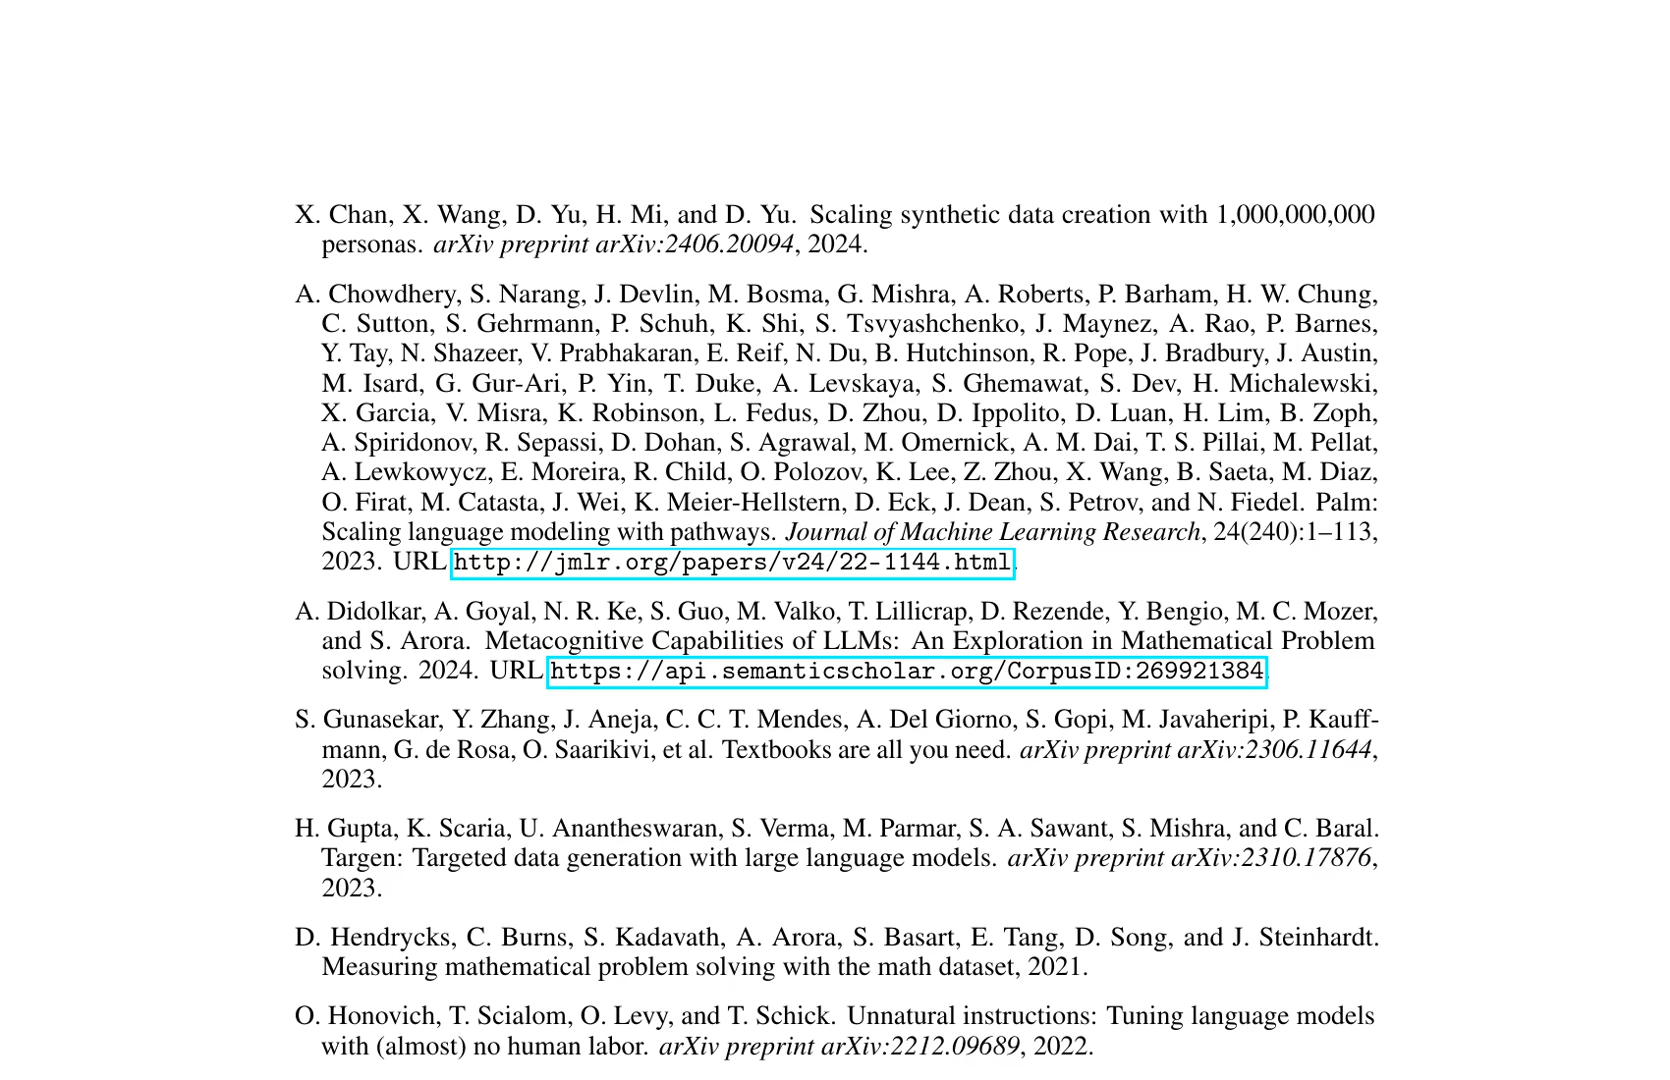 X. Chan, X. Wang, D. Yu, H. Mi, and D. Yu. Scaling synthetic data creation with 1,000,000,000
personas. arXiv preprint arXiv:2406.20094, 2024.
A. Chowdhery, S. Narang, J. Devlin, M. Bosma, G. Mishra, A. Roberts, P. Barham, H. W. Chung,
C. Sutton, S. Gehrmann, P. Schuh, K. Shi, S. Tsvyashchenko, J. Maynez, A. Rao, P. Barnes,
Y. Tay, N. Shazeer, V. Prabhakaran, E. Reif, N. Du, B. Hutchinson, R. Pope, J. Bradbury, J. Austin,
M. Isard, G. Gur-Ari, P. Yin, T. Duke, A. Levskaya, S. Ghemawat, S. Dev, H. Michalewski,
X. Garcia, V. Misra, K. Robinson, L. Fedus, D. Zhou, D. Ippolito, D. Luan, H. Lim, B. Zoph,
A. Spiridonov, R. Sepassi, D. Dohan, S. Agrawal, M. Omernick, A. M. Dai, T. S. Pillai, M. Pellat,
A. Lewkowycz, E. Moreira, R. Child, O. Polozov, K. Lee, Z. Zhou, X. Wang, B. Saeta, M. Diaz,
O. Firat, M. Catasta, J. Wei, K. Meier-Hellstern, D. Eck, J. Dean, S. Petrov, and N. Fiedel. Palm:
Scaling language modeling with pathways. Journal of Machine Learning Research, 24(240):1–113,
2023. URL http://jmlr.org/papers/v24/22-1144.html.
A. Didolkar, A. Goyal, N. R. Ke, S. Guo, M. Valko, T. Lillicrap, D. Rezende, Y. Bengio, M. C. Mozer,
and S. Arora. Metacognitive Capabilities of LLMs: An Exploration in Mathematical Problem
solving. 2024. URL https://api.semanticscholar.org/CorpusID:269921384.
S. Gunasekar, Y. Zhang, J. Aneja, C. C. T. Mendes, A. Del Giorno, S. Gopi, M. Javaheripi, P. Kauff-
mann, G. de Rosa, O. Saarikivi, et al. Textbooks are all you need. arXiv preprint arXiv:2306.11644,
2023.
H. Gupta, K. Scaria, U. Anantheswaran, S. Verma, M. Parmar, S. A. Sawant, S. Mishra, and C. Baral.
Targen: Targeted data generation with large language models. arXiv preprint arXiv:2310.17876,
2023.
D. Hendrycks, C. Burns, S. Kadavath, A. Arora, S. Basart, E. Tang, D. Song, and J. Steinhardt.
Measuring mathematical problem solving with the math dataset, 2021.
O. Honovich, T. Scialom, O. Levy, and T. Schick. Unnatural instructions: Tuning language models
with (almost) no human labor. arXiv preprint arXiv:2212.09689, 2022.